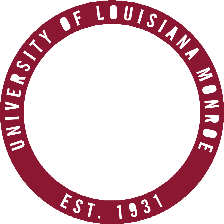 UNIVERSITY OF LOUISIANA MONROE
EST. 1931